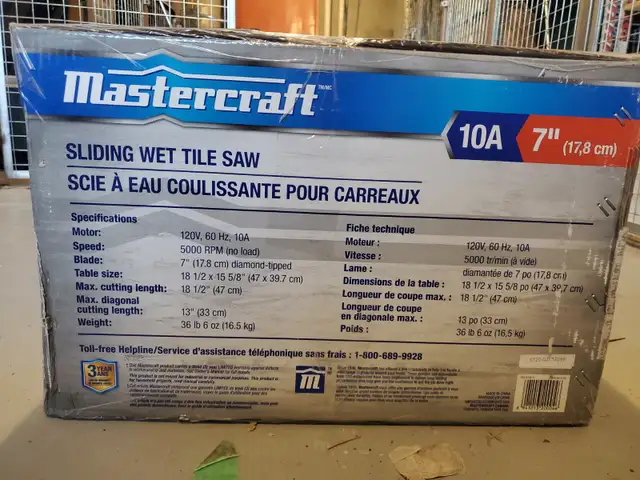 Mastercraft
10A 7" (17,8 cm)
SLIDING WET TILE SAW
SCIE À EAU COULISSANTE POUR CARREAUX
Specifications
Motor: 120V, 60 Hz, 10A
Speed: 5000 RPM (no load)
Blade: 7" (17.8 cm) diamond-tipped
Table size: 18 1/2 x 15 5/8" (47 x 39.7 cm)
Max. cutting length: 18 1/2" (47 cm)
Max. diagonal
cutting length: 13" (33 cm)
Weight: 36 lb 6 oz (16.5 kg)
Fiche technique
Moteur : 120V, 60 Hz, 10A
Vitesse : 5000 tr/min (à vide)
Lame : diamantée de 7 po (17,8 cm)
Dimensions de la table : 18 1/2 x 15 5/8 po (47 x 39,7 cm)
Longueur de coupe max. : 18 1/2" (47 cm)
Longueur de coupe
en diagonale max. : 13 po (33 cm)
Poids : 36 lb 6 oz (16,5 kg)
Toll-free Helpline/Service d'assistance téléphonique sans frais : 1-800-689-9928
3 YEAR
ANS
M